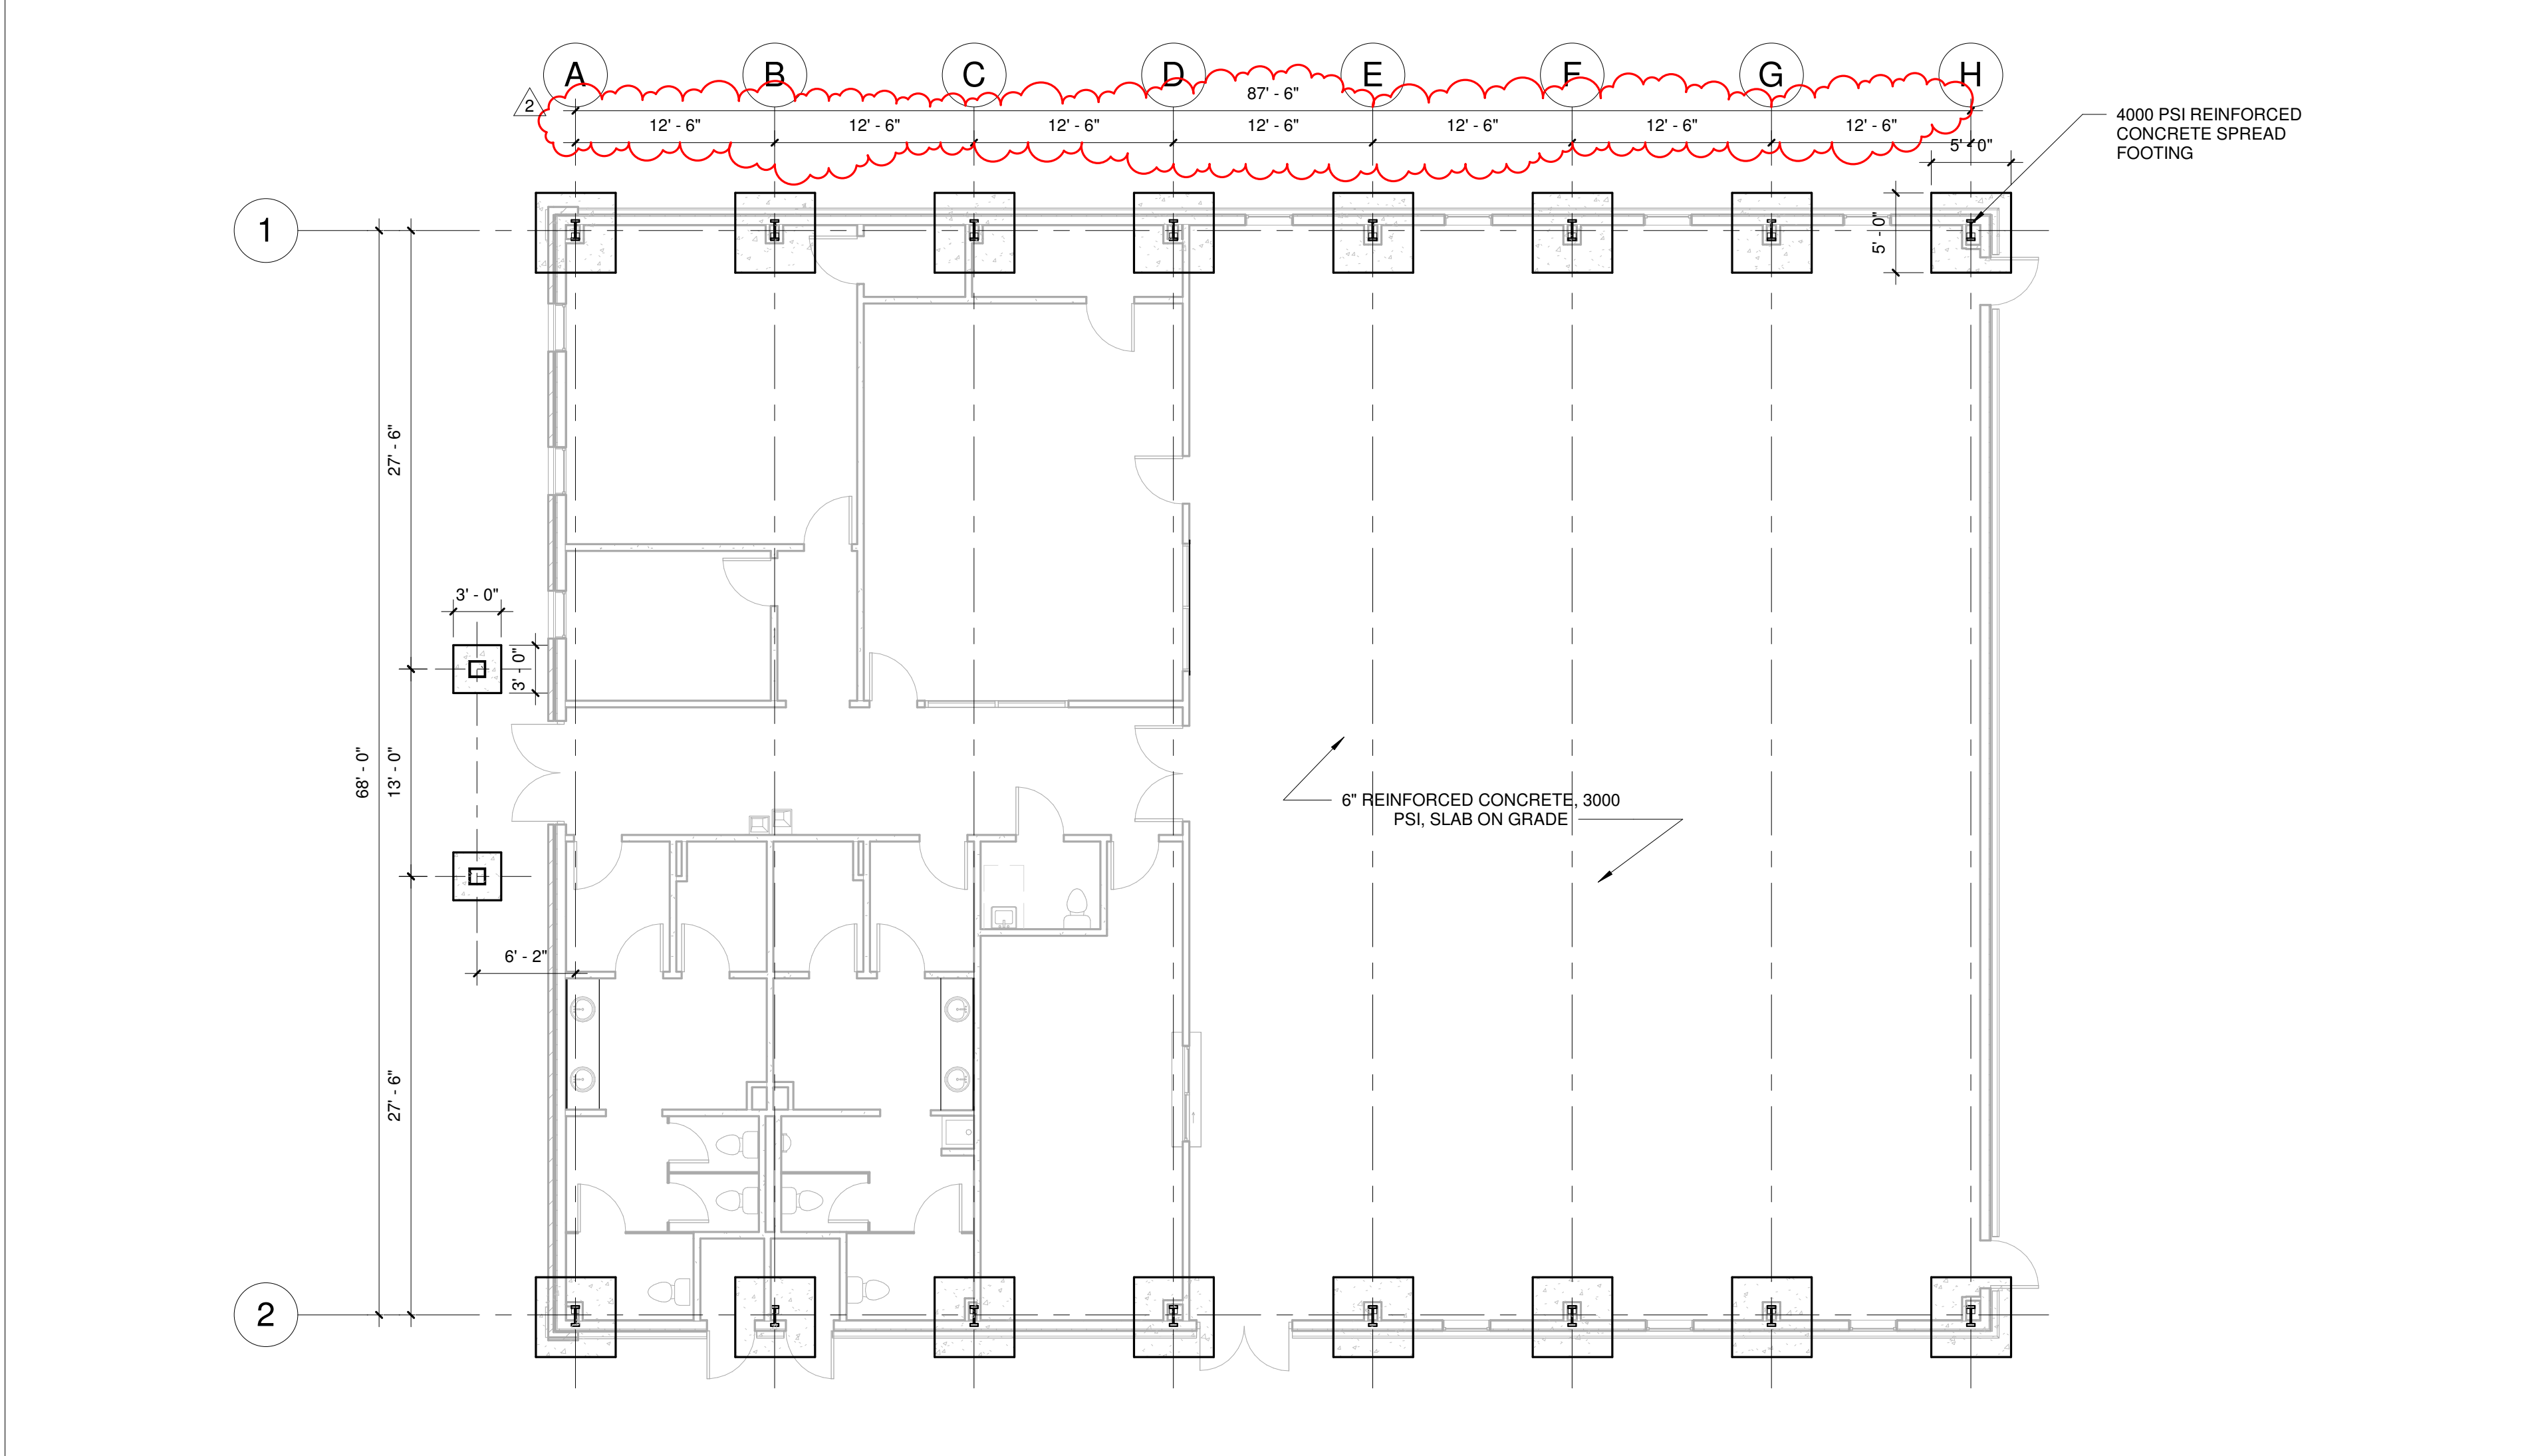 A B C D E F G H
2
87' - 6"
12' - 6" 12' - 6" 12' - 6" 12' - 6" 12' - 6" 12' - 6" 12' - 6"
4000 PSI REINFORCED
CONCRETE SPREAD
FOOTING
5' - 0"
5' - 0"
1
27' - 6"
3' - 0"
3' - 0"
68' - 0"
13' - 0"
6" REINFORCED CONCRETE, 3000
PSI, SLAB ON GRADE
6' - 2"
27' - 6"
2